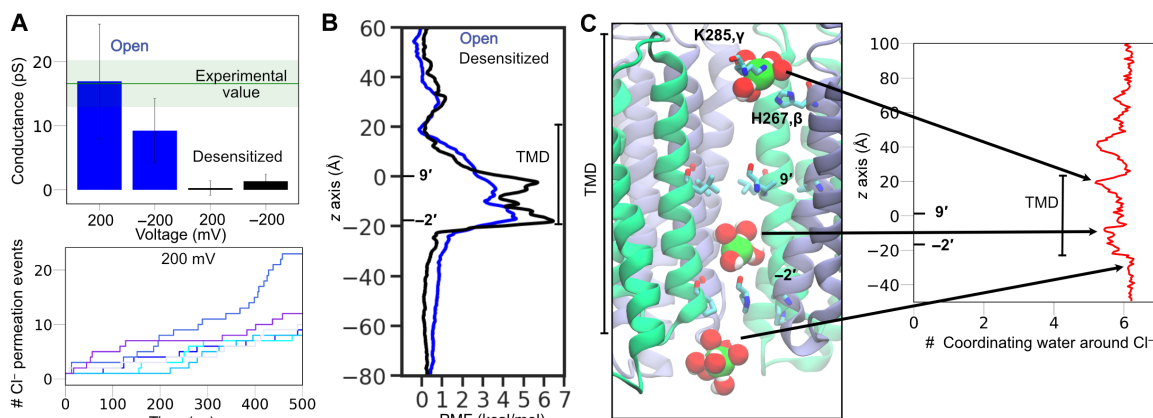 A
Conductance (pS)
20
10
0
Open
Experimental
value
Desensitized
200
–200
200
–200
Voltage (mV)
# Cl⁻ permeation events
200 mV
20
10
0
0
100
200
300
400
500
B
z axis (Å)
60
40
20
0
−20
−40
−60
−80
Open
Desensitized
TMD
9′
–2′
0 1 2 3 4 5 6 7
PMF (kcal/mol)
C
TMD
K285,γ
H267,β
9′
–2′
z axis (Å)
100
80
60
40
20
0
−20
−40
9′
–2′
TMD
0
2
4
6
# Coordinating water around Cl⁻